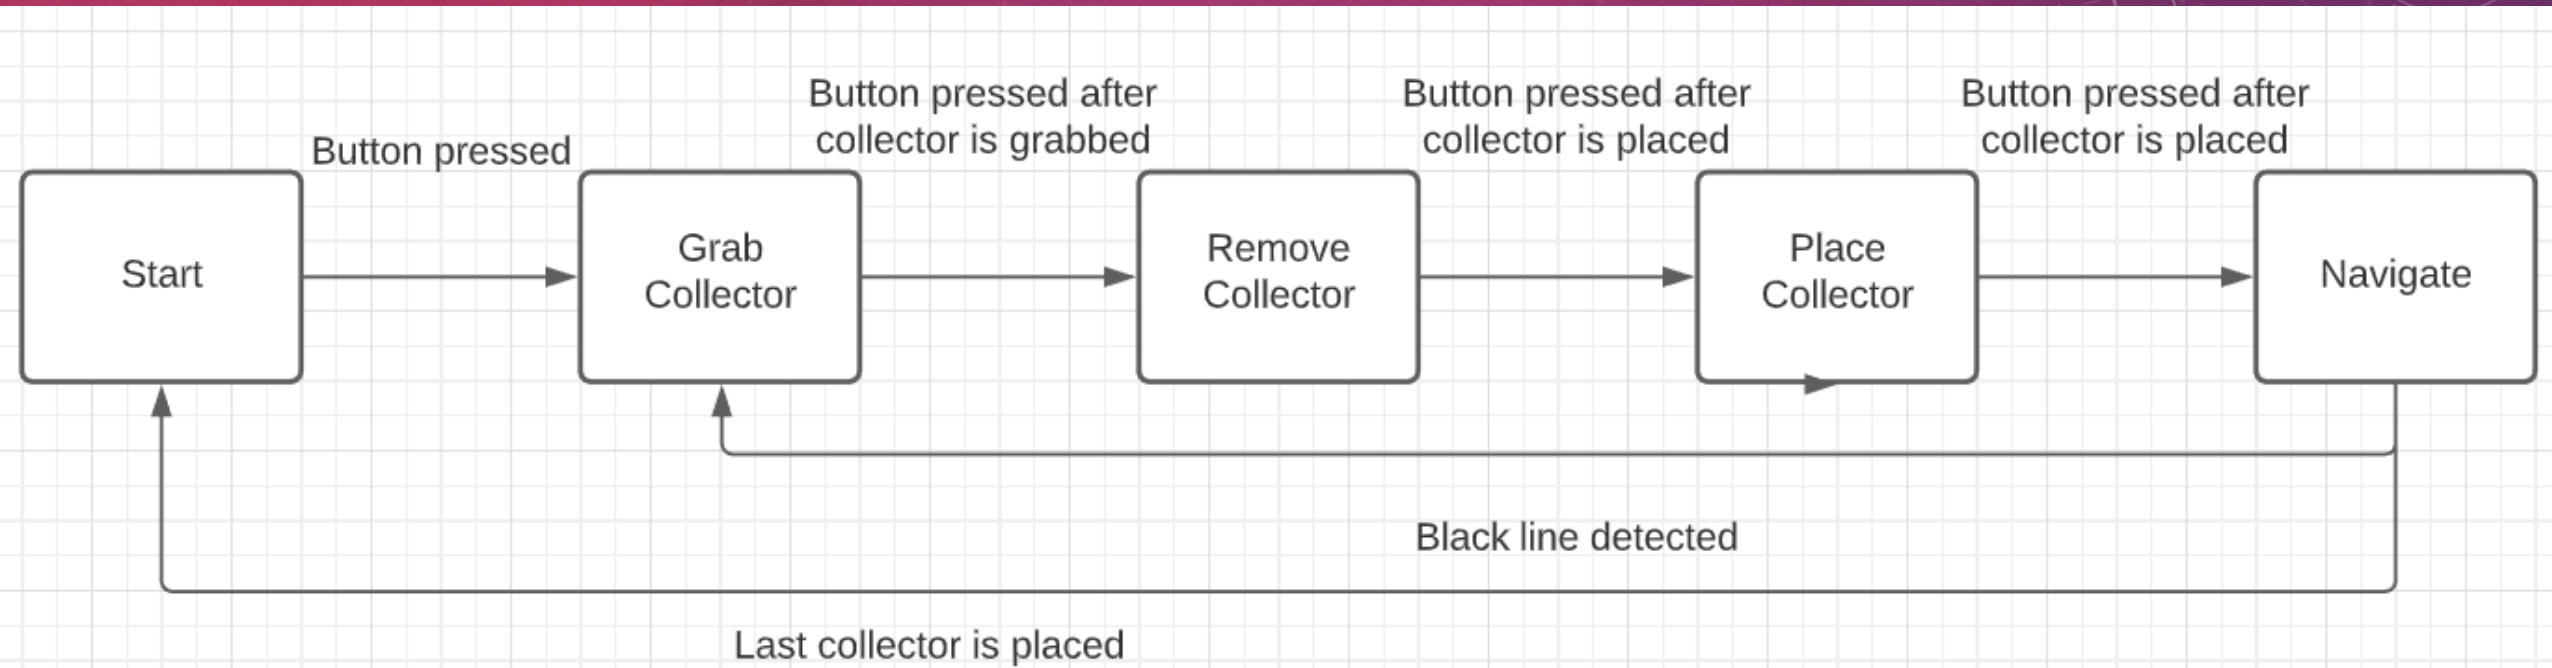 Button pressed after
collector is grabbed
Button pressed after
collector is placed
Button pressed after
collector is placed
Button pressed
Start
Grab
Collector
Remove
Collector
Place
Collector
Navigate
Black line detected
Last collector is placed